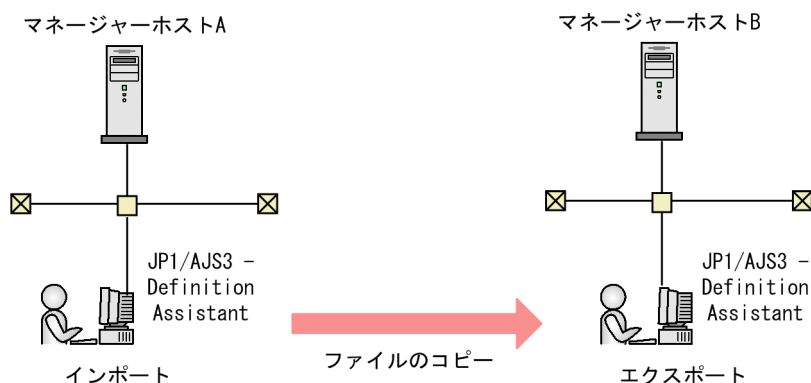 マネージャーホストA
マネージャーホストB
JP1/AJS3 −
Definition
Assistant
JP1/AJS3 −
Definition
Assistant
インポート
ファイルのコピー
エクスポート